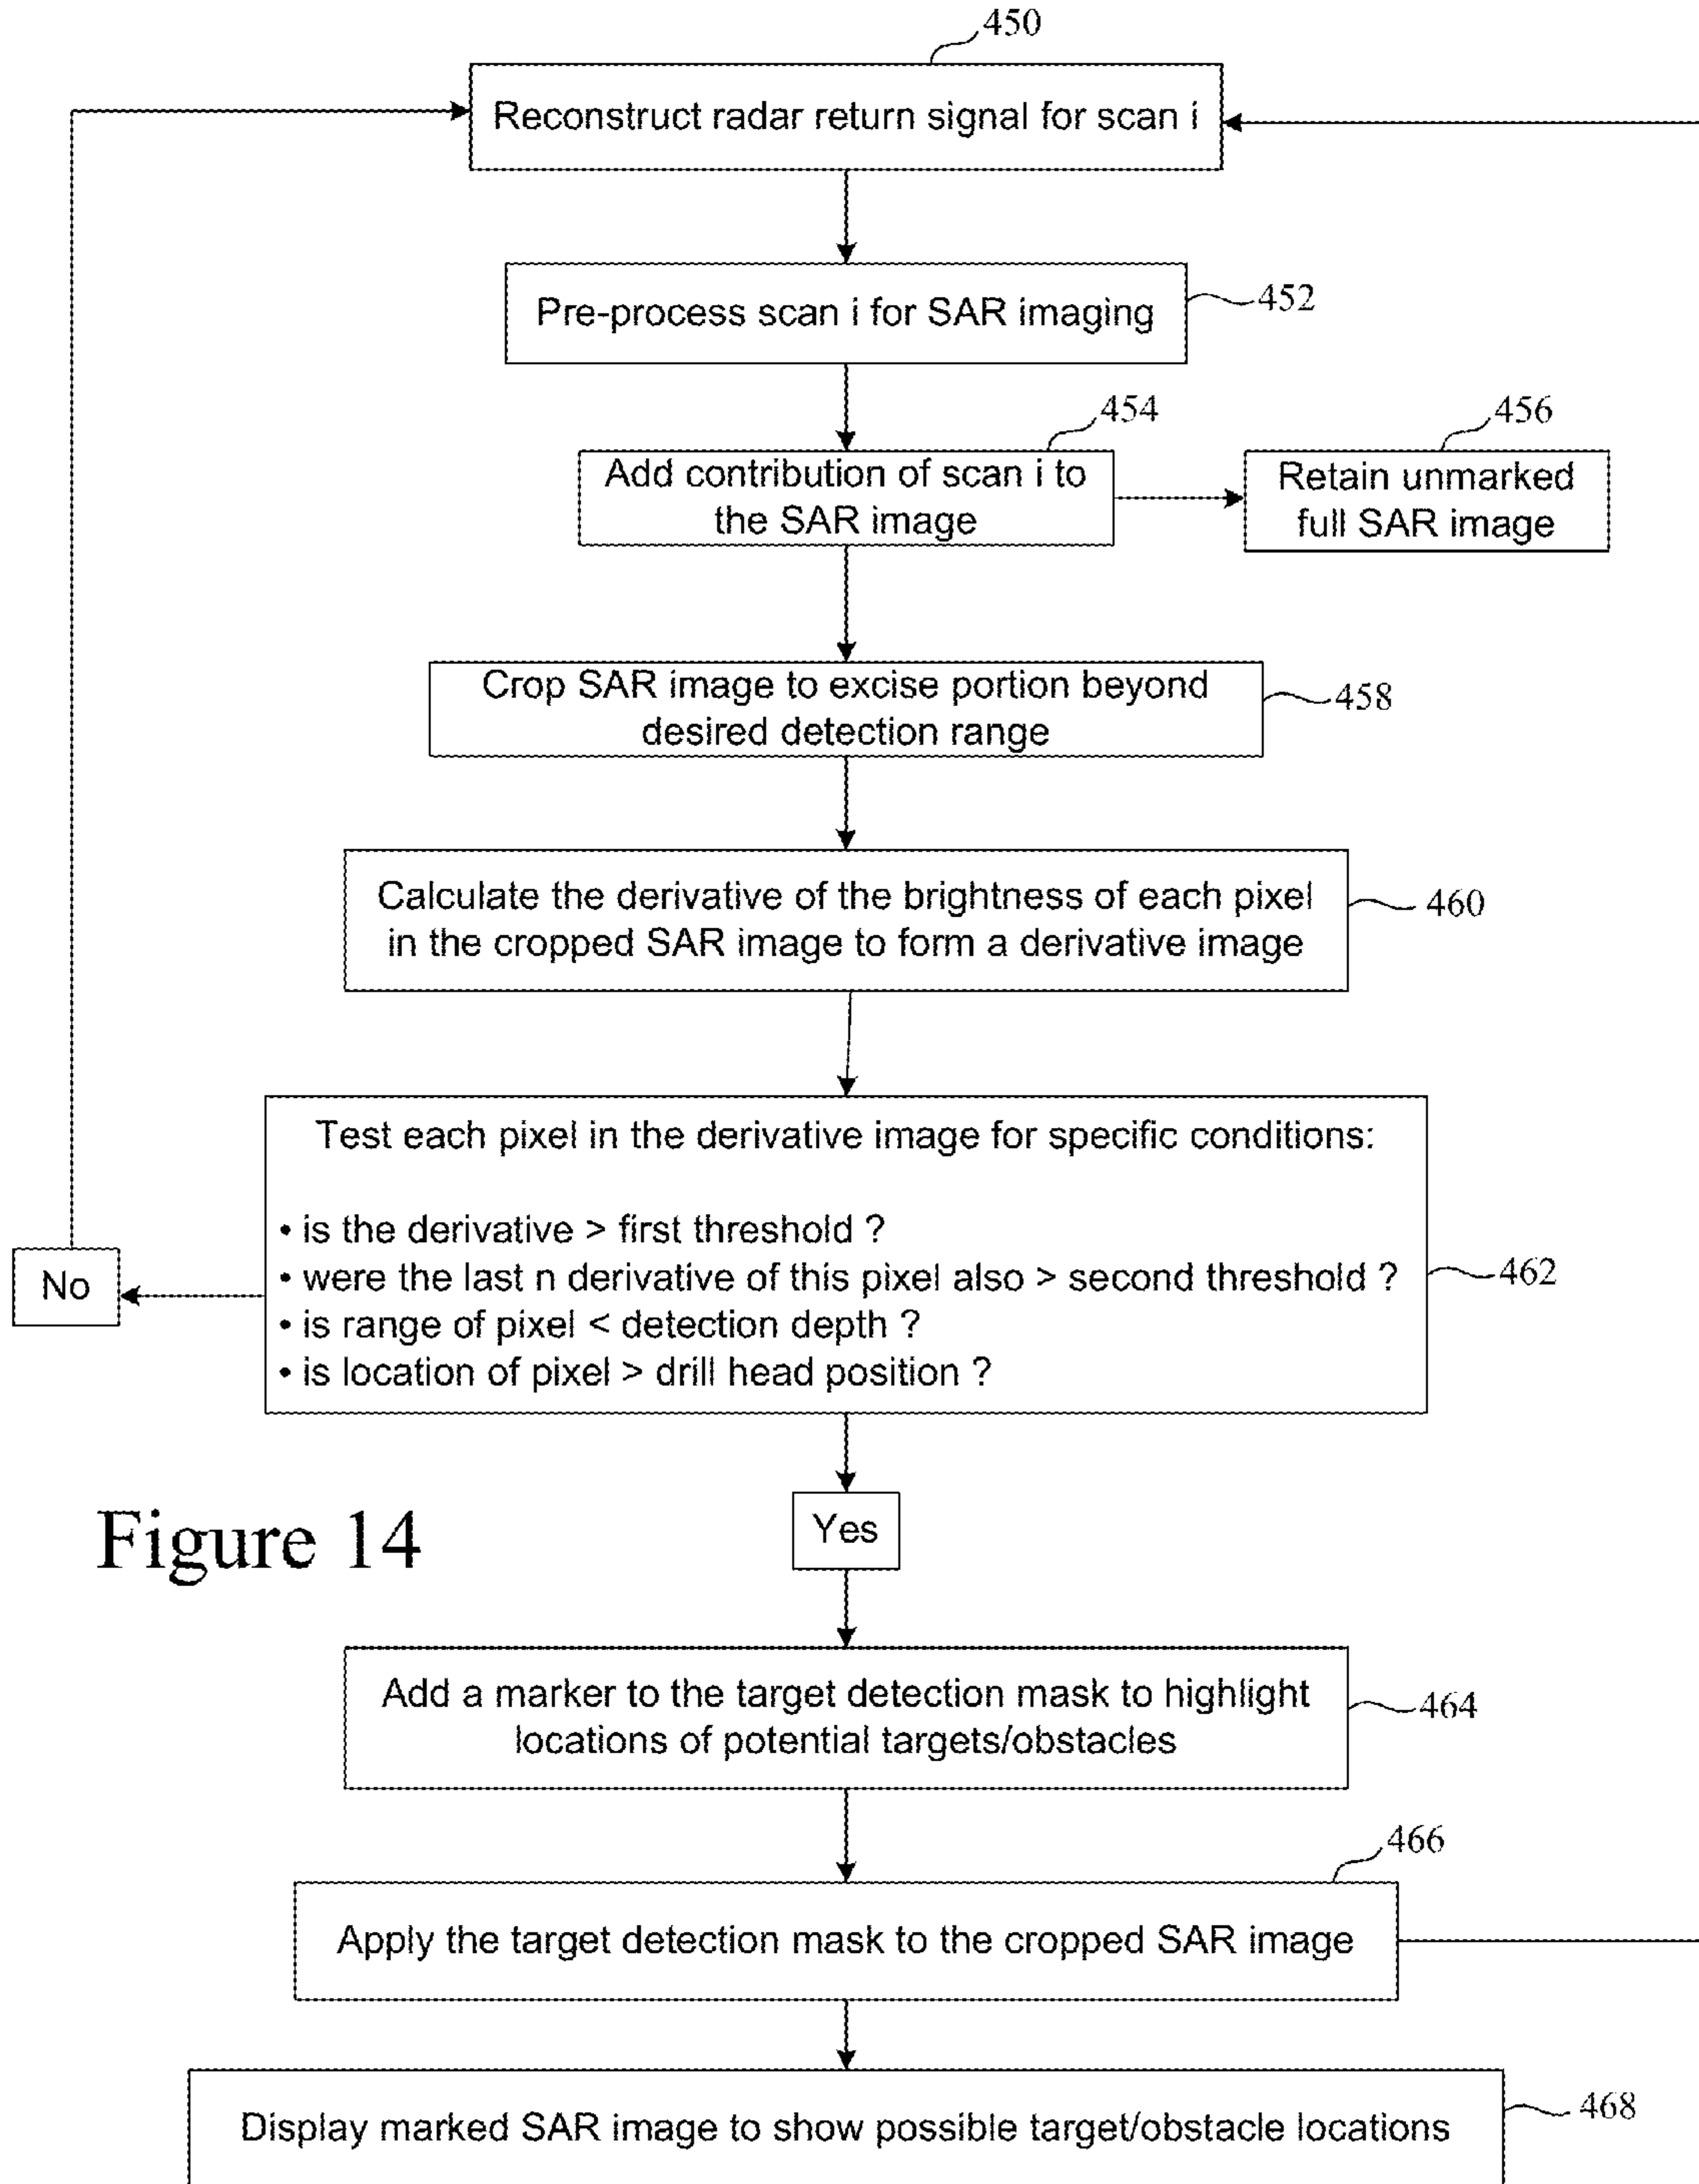 450
Reconstruct radar return signal for scan i
Pre-process scan i for SAR imaging
452
454
Add contribution of scan i to
the SAR image
456
Retain unmarked
full SAR image
Crop SAR image to excise portion beyond
desired detection range
458
Calculate the derivative of the brightness of each pixel
in the cropped SAR image to form a derivative image
460
Test each pixel in the derivative image for specific conditions:
• is the derivative > first threshold ?
• were the last n derivative of this pixel also > second threshold ?
• is range of pixel < detection depth ?
• is location of pixel > drill head position ?
462
No
Figure 14
Yes
Add a marker to the target detection mask to highlight
locations of potential targets/obstacles
464
466
Apply the target detection mask to the cropped SAR image
Display marked SAR image to show possible target/obstacle locations
468